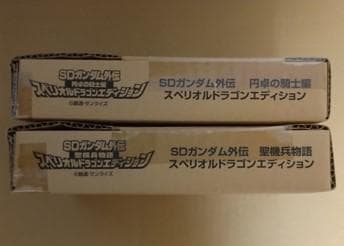 SDガンダム外伝
円卓の騎士編
スペリオルドラゴンエディション
©創通・サンライズ
SDガンダム外伝 円卓の騎士編
スペリオルドラゴンエディション
SDガンダム外伝
聖機兵物語
スペリオルドラゴンエディション
©創通・サンライズ
SDガンダム外伝 聖機兵物語
スペリオルドラゴンエディション